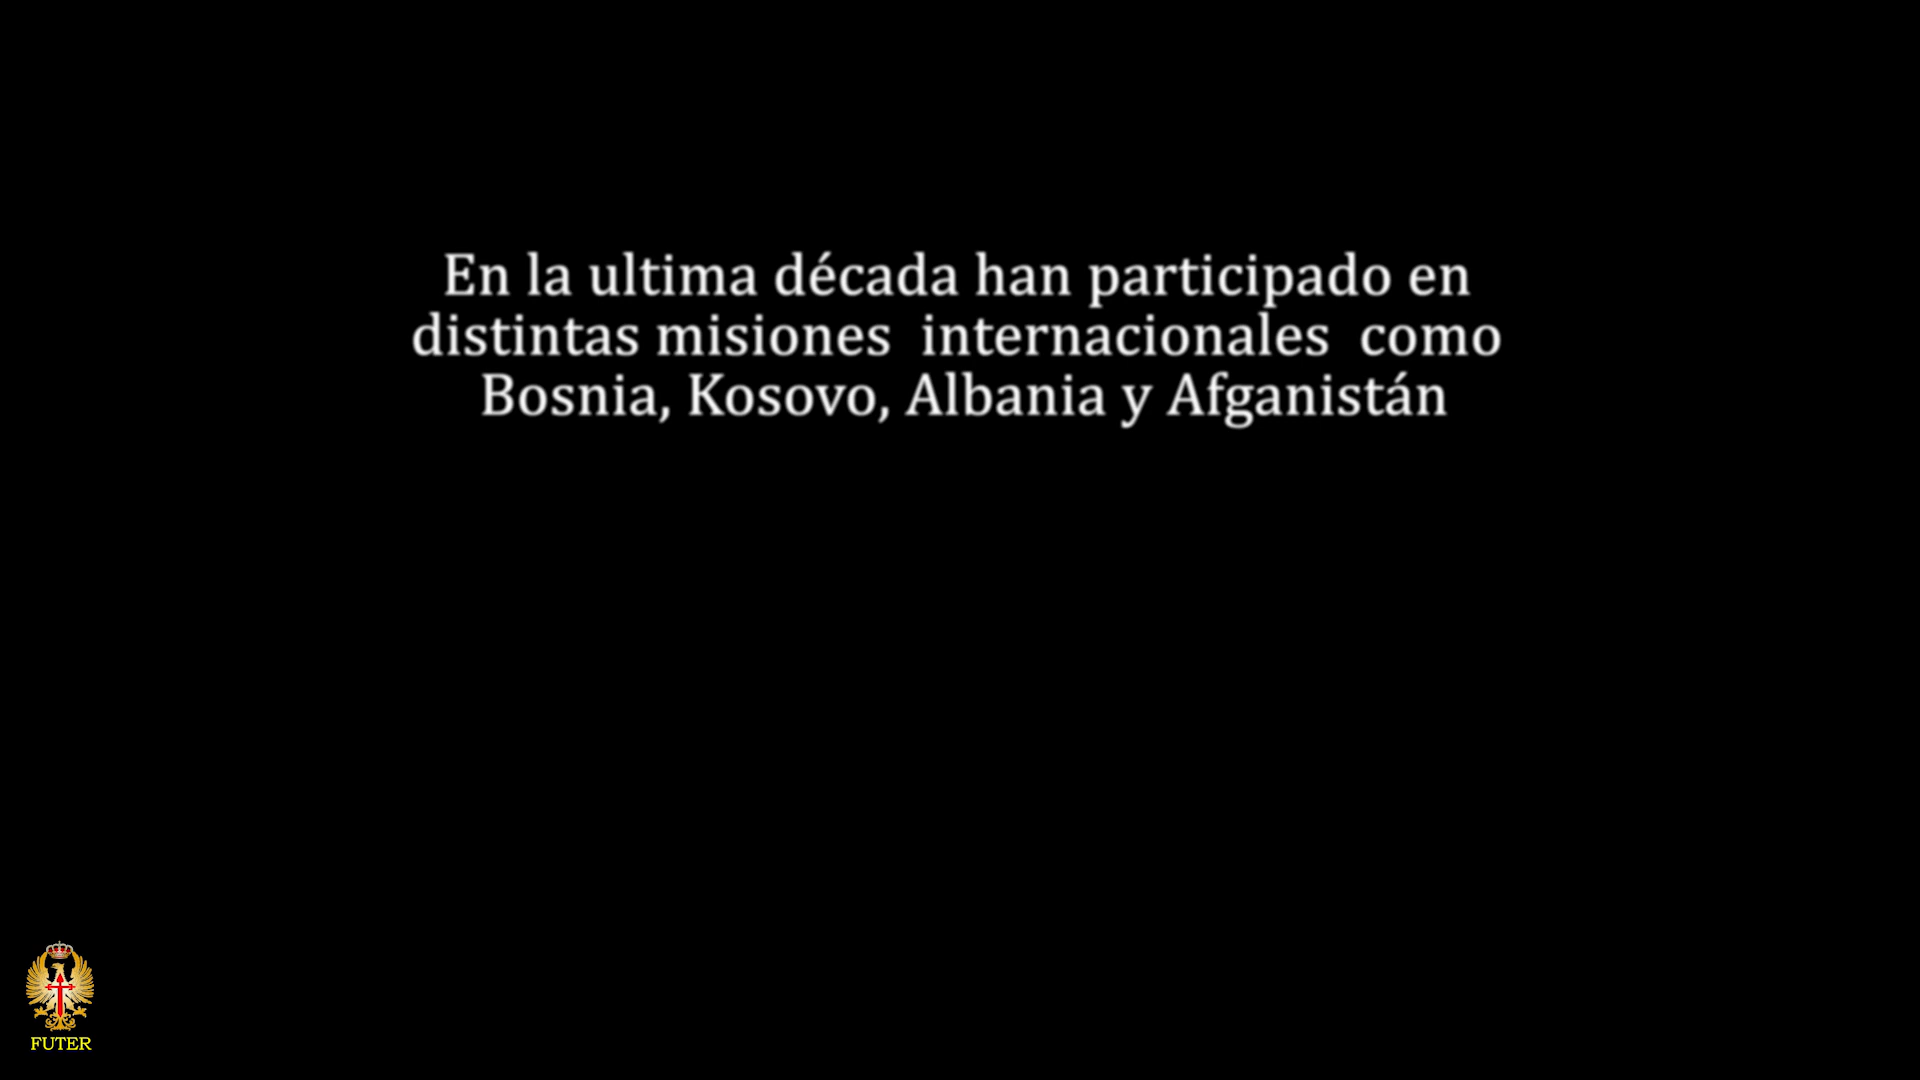 En la ultima década han participado en
distintas misiones  internacionales  como
Bosnia, Kosovo, Albania y Afganistán
FUTER